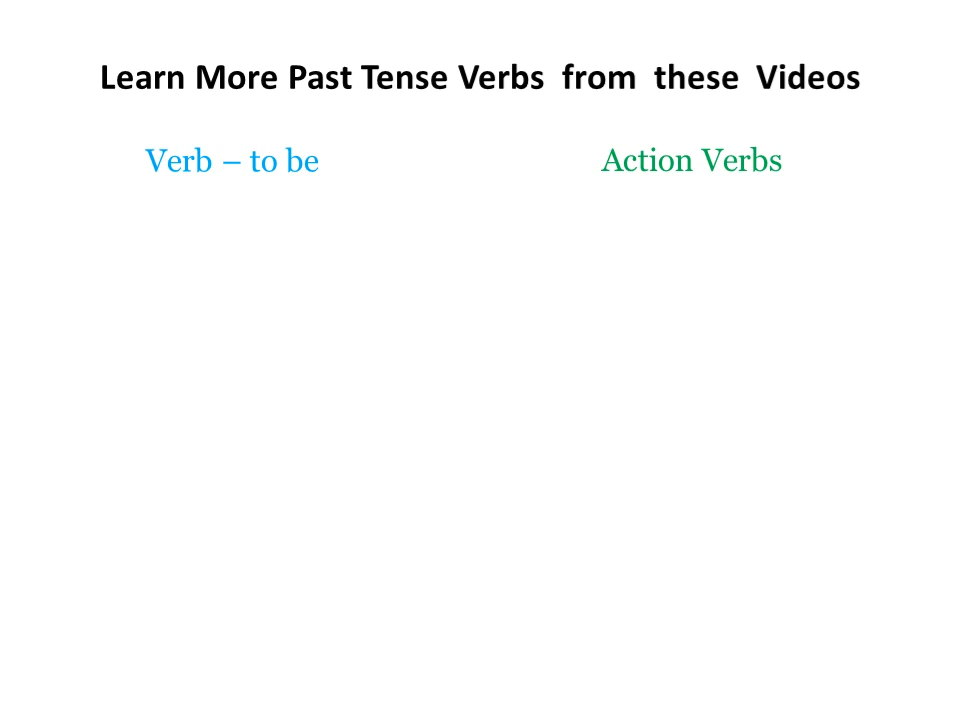 Learn More Past Tense Verbs from these Videos
Verb – to be
Action Verbs